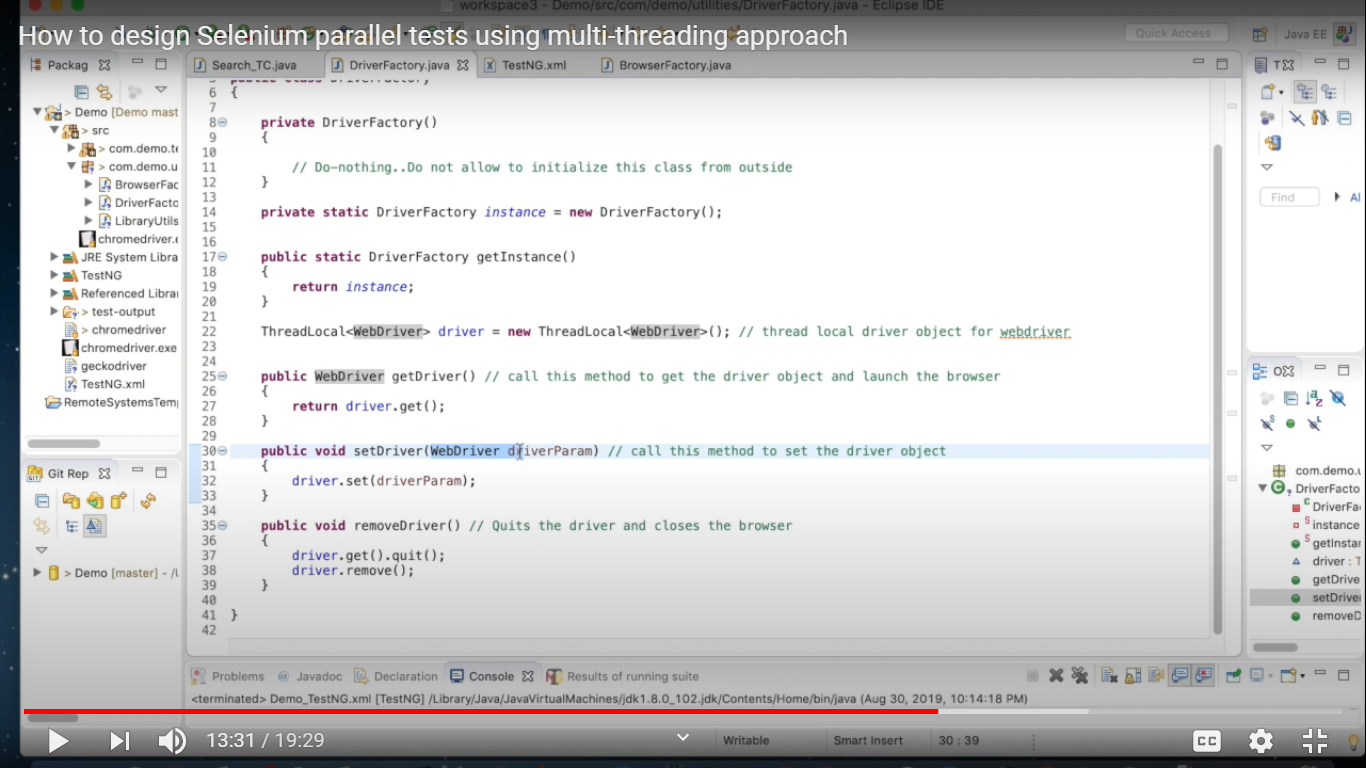 workspace3 - Demo/src/com/demo/utilities/DriverFactory.java - Eclipse IDE
How to design Selenium parallel tests using multi-threading approach
Quick Access
Java EE
Packag
Search_TC.java
DriverFactory.java
TestNG.xml
BrowserFactory.java
> Demo [Demo mast
> src
> com.demo.te
> com.demo.u
BrowserFac
DriverFacto
LibraryUtils
chromedriver.e
JRE System Libra
TestNG
Referenced Librar
> test-output
> chromedriver
chromedriver.exe
geckodriver
TestNG.xml
RemoteSystemsTemp
Git Rep
> Demo [master] - /U
5 public class DriverFactory
6 {
7
8 private DriverFactory()
9 {
10
11 // Do-nothing..Do not allow to initialize this class from outside
12 }
13
14 private static DriverFactory instance = new DriverFactory();
15
16
17 public static DriverFactory getInstance()
18 {
19 return instance;
20 }
21
22 ThreadLocal<WebDriver> driver = new ThreadLocal<WebDriver>(); // thread local driver object for webdriver
23
24
25 public WebDriver getDriver() // call this method to get the driver object and launch the browser
26 {
27 return driver.get();
28 }
29
30 public void setDriver(WebDriver driverParam) // call this method to set the driver object
31 {
32 driver.set(driverParam);
33 }
34
35 public void removeDriver() // Quits the driver and closes the browser
36 {
37 driver.get().quit();
38 driver.remove();
39 }
40
41 }
42
Find
Al
com.demo.u
DriverFacto
DriverFa
instance
getInstar
driver : T
getDrive
setDriver
removeD
Problems
Javadoc
Declaration
Console
Results of running suite
<terminated> Demo_TestNG.xml [TestNG] /Library/Java/JavaVirtualMachines/jdk1.8.0_102.jdk/Contents/Home/bin/java (Aug 30, 2019, 10:14:18 PM)
13:31 / 19:29
Writable
Smart Insert
30 : 39
CC